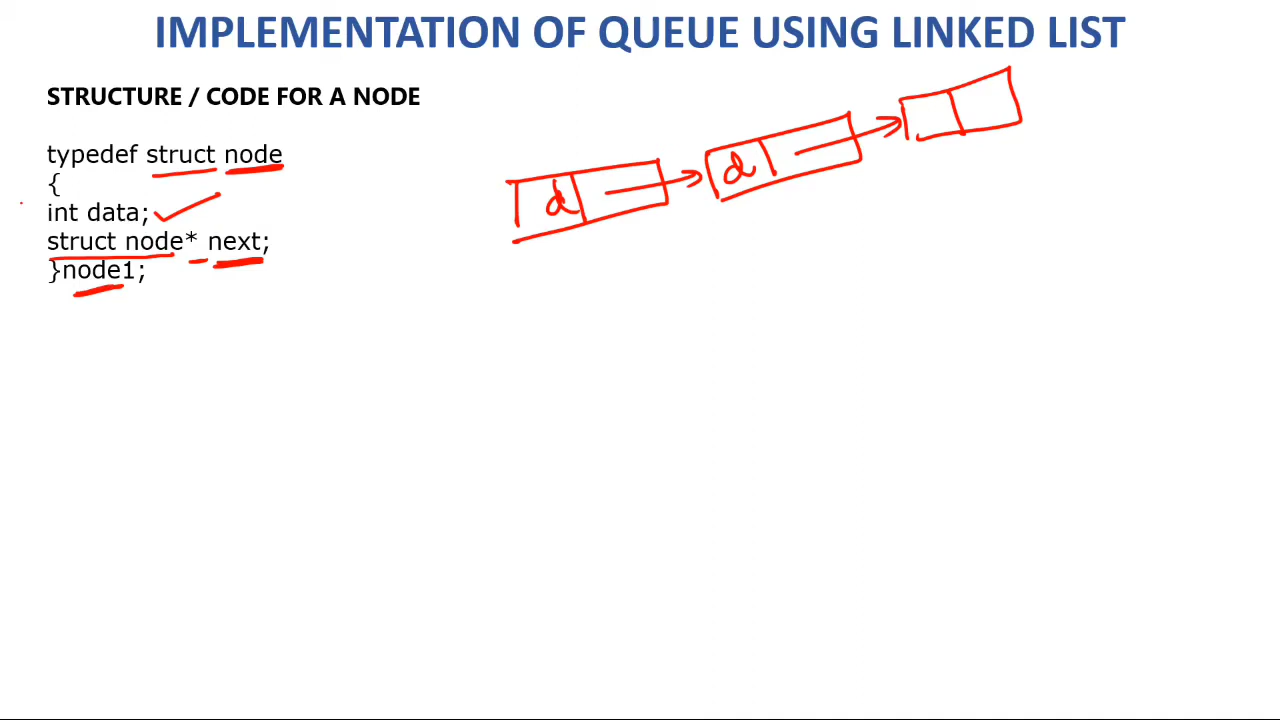 IMPLEMENTATION OF QUEUE USING LINKED LIST
STRUCTURE / CODE FOR A NODE
typedef struct node
{
int data;
struct node* next;
}node1;
d
d